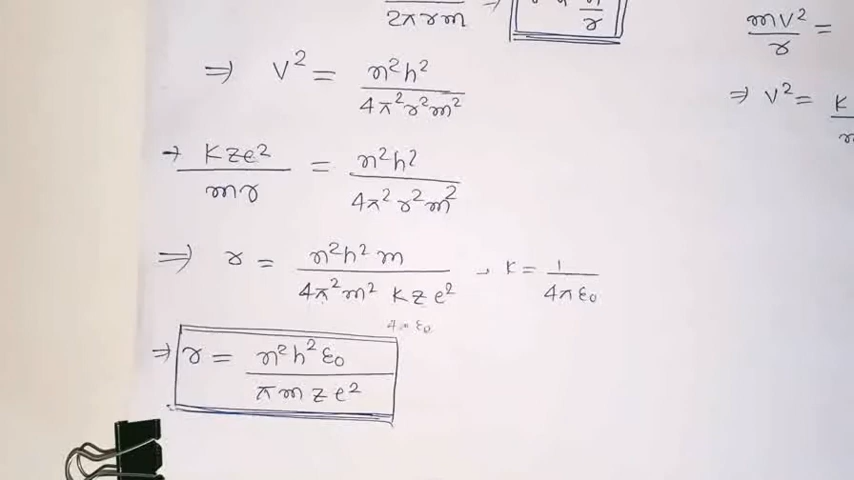 2πrm ⇒ r
⇒ V² = n²h² / 4π²r²m²
→ KZe² / mr = n²h² / 4π²r²m²
⇒ r = n²h²m / 4π²m² KZe² , K = 1 / 4πε₀
4πε₀
⇒ r = n²h²ε₀ / πmze²
mv² / r =
⇒ V² = K